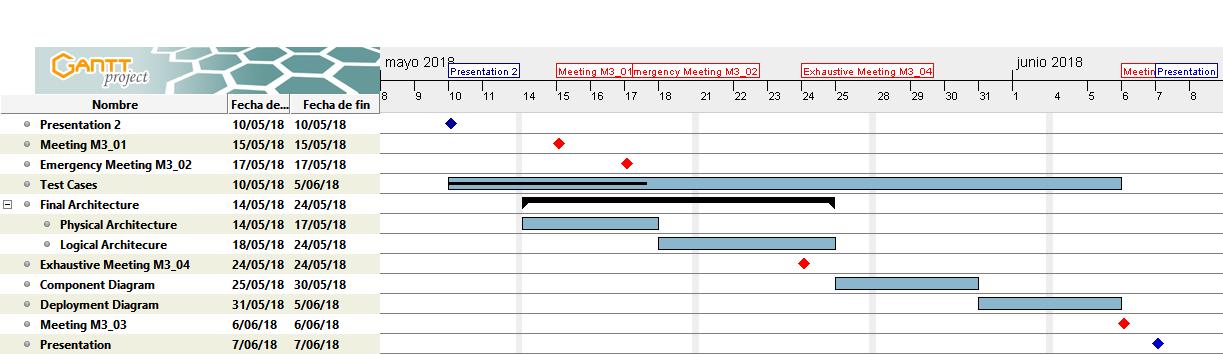 GANTT project
mayo 2018
junio 2018
Presentation 2
Meeting M3_01
mergency Meeting M3_02
Exhaustive Meeting M3_04
Meetin
Presentation
8 9 10 11 14 15 16 17 18 21 22 23 24 25 28 29 30 31 1 4 5 6 7 8
Nombre Fecha de... Fecha de fin
Presentation 2 10/05/18 10/05/18
Meeting M3_01 15/05/18 15/05/18
Emergency Meeting M3_02 17/05/18 17/05/18
Test Cases 10/05/18 5/06/18
Final Architecture 14/05/18 24/05/18
Physical Architecture 14/05/18 17/05/18
Logical Architecure 18/05/18 24/05/18
Exhaustive Meeting M3_04 24/05/18 24/05/18
Component Diagram 25/05/18 30/05/18
Deployment Diagram 31/05/18 5/06/18
Meeting M3_03 6/06/18 6/06/18
Presentation 7/06/18 7/06/18